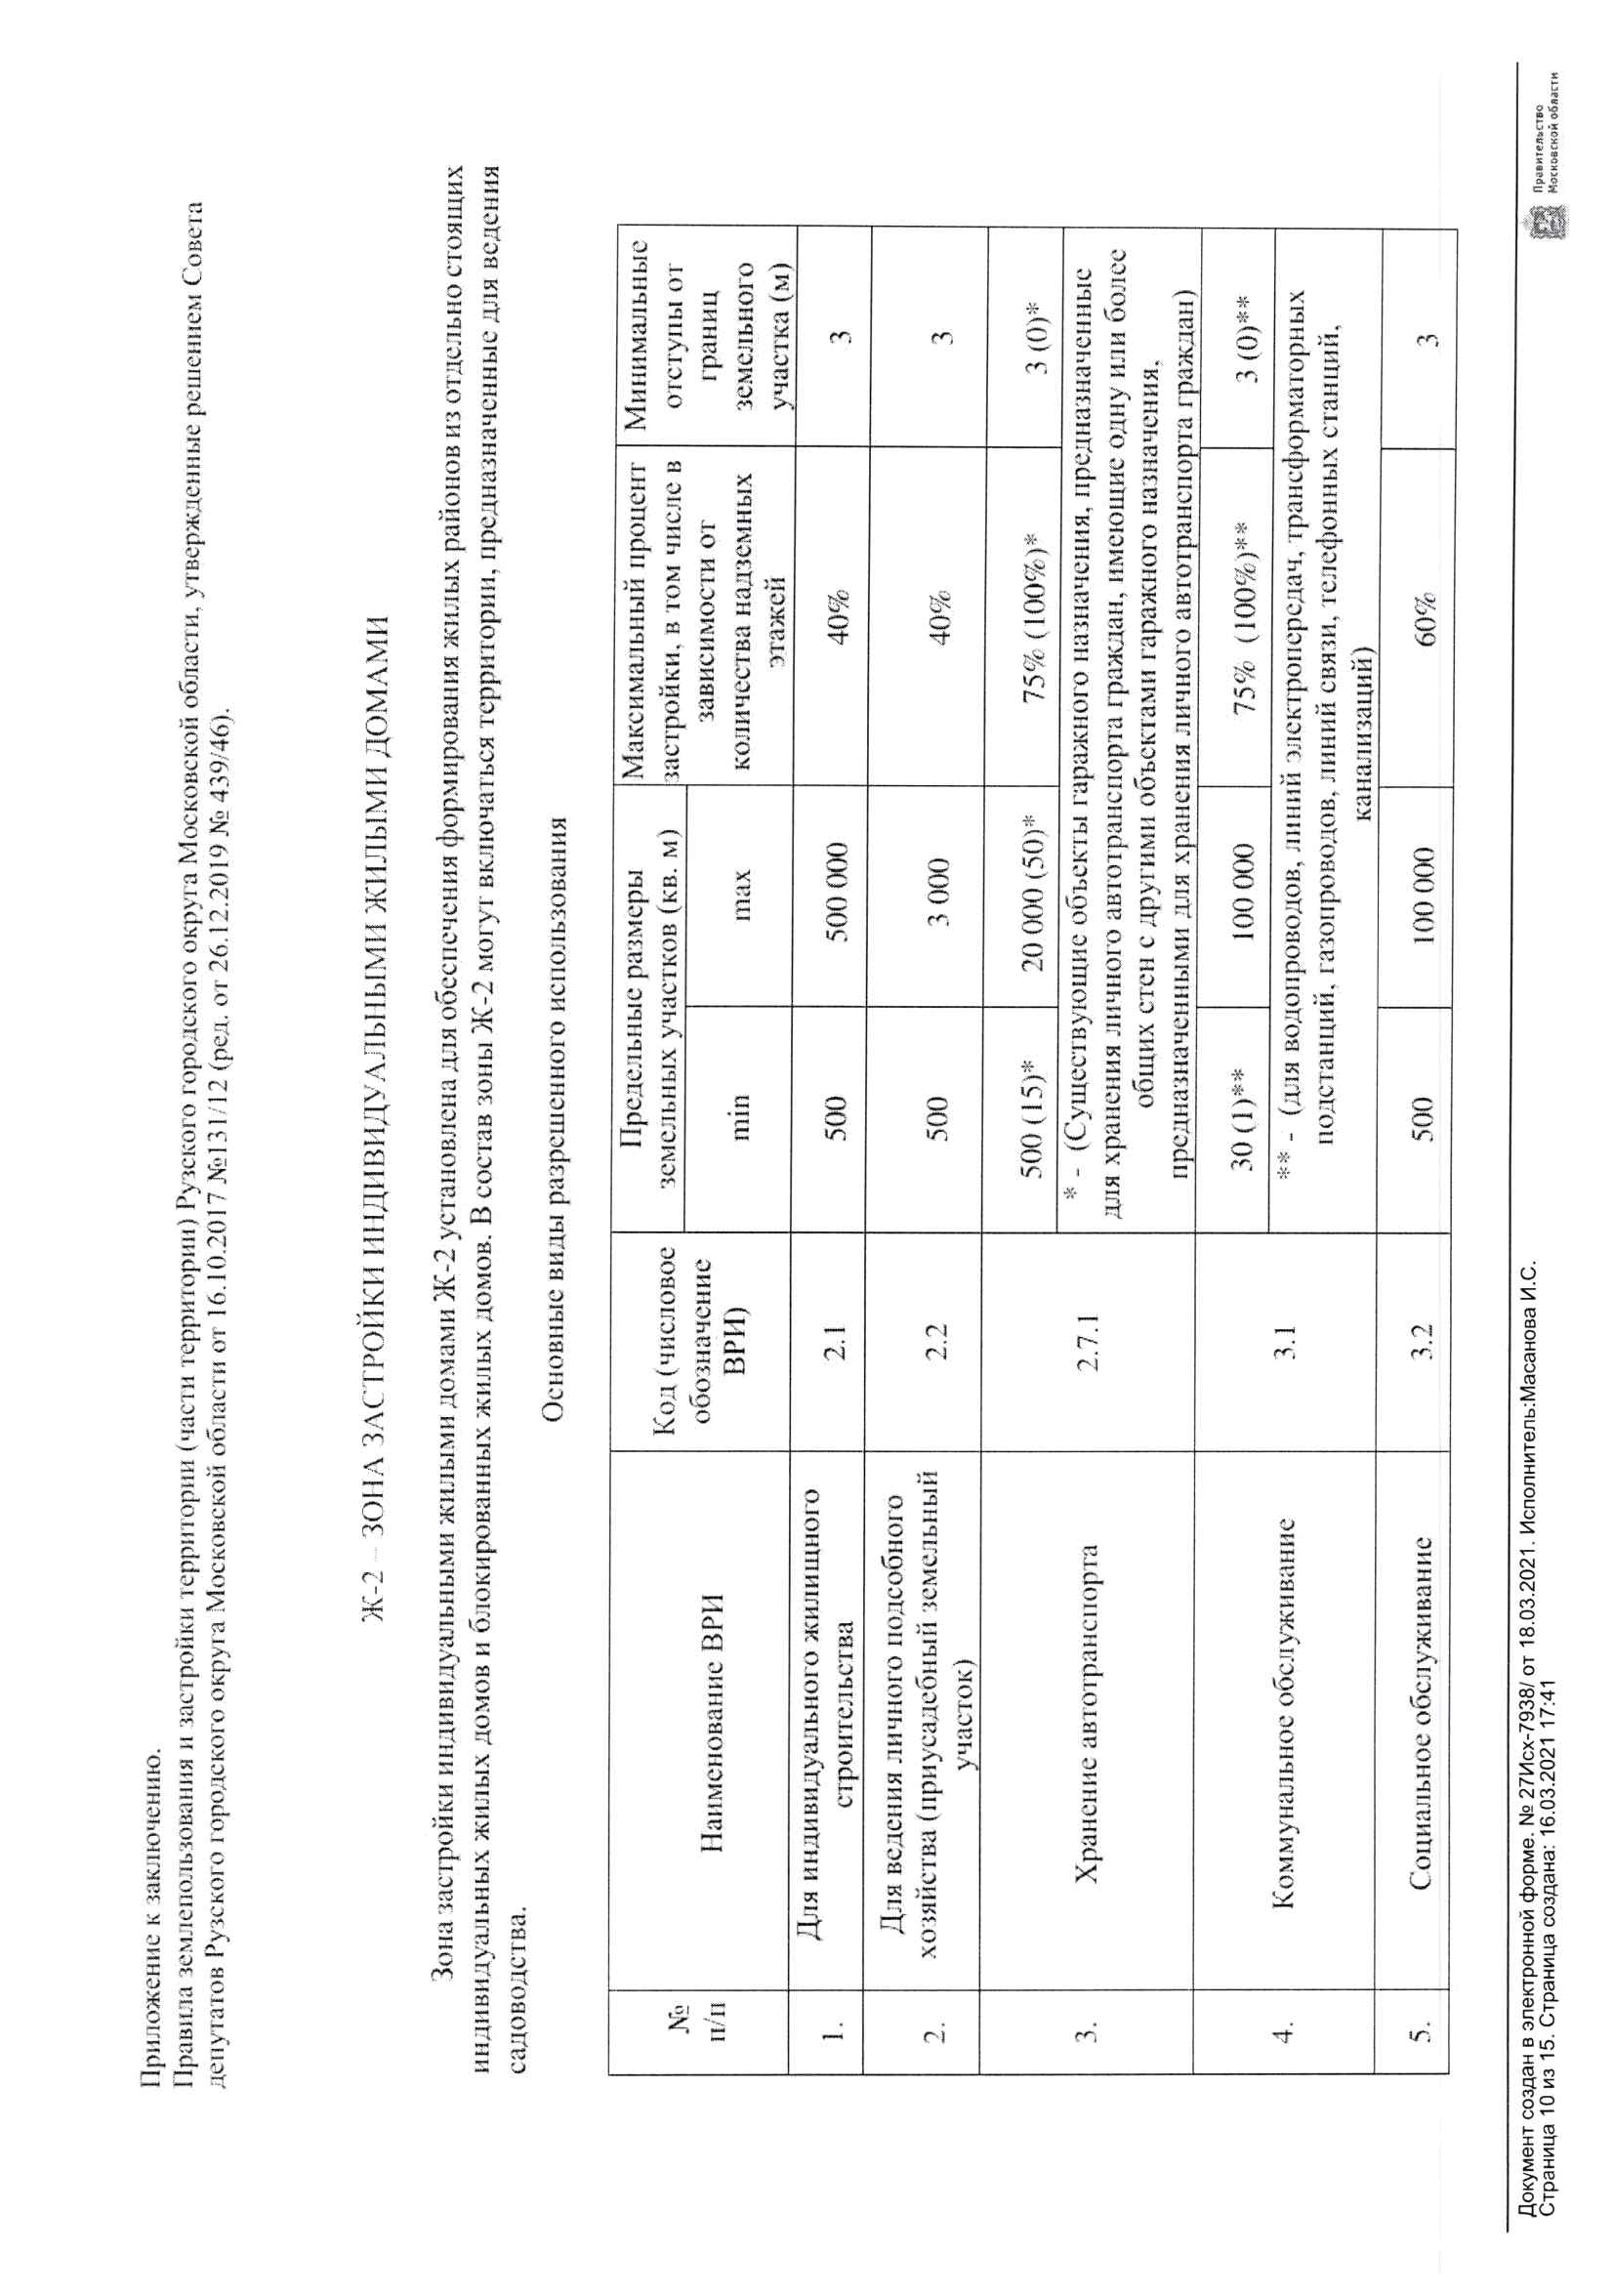 Приложение к заключению.
Правила землепользования и застройки территории (части территории) Рузского городского округа Московской области, утвержденные решением Совета
депутатов Рузского городского округа Московской области от 16.10.2017 №131/12 (ред. от 26.12.2019 № 439/46).
Ж-2 – ЗОНА ЗАСТРОЙКИ ИНДИВИДУАЛЬНЫМИ ЖИЛЫМИ ДОМАМИ
Зона застройки индивидуальными жилыми домами Ж-2 установлена для обеспечения формирования жилых районов из отдельно стоящих
индивидуальных жилых домов и блокированных жилых домов. В состав зоны Ж-2 могут включаться территории, предназначенные для ведения
садоводства.
Основные виды разрешенного использования
№
п/п
Наименование ВРИ
Код (числовое
обозначение
ВРИ)
Предельные размеры
земельных участков (кв. м)
min
max
Максимальный процент
застройки, в том числе в
зависимости от
количества надземных
этажей
Минимальные
отступы от
границ
земельного
участка (м)
1.
Для индивидуального жилищного
строительства
2.1
500
500 000
40%
3
2.
Для ведения личного подсобного
хозяйства (приусадебный земельный
участок)
2.2
500
3 000
40%
3
3.
Хранение автотранспорта
2.7.1
500 (15)*
20 000 (50)*
75% (100%)*
3 (0)*
* - (Существующие объекты гаражного назначения, предназначенные
для хранения личного автотранспорта граждан, имеющие одну или более
общих стен с другими объектами гаражного назначения,
предназначенными для хранения личного автотранспорта граждан)
4.
Коммунальное обслуживание
3.1
30 (1)**
100 000
75% (100%)**
3 (0)**
** - (для водопроводов, линий электропередач, трансформаторных
подстанций, газопроводов, линий связи, телефонных станций,
канализаций)
5.
Социальное обслуживание
3.2
500
100 000
60%
3
Документ создан в электронной форме. № 27Исх-7938/ от 18.03.2021. Исполнитель:Масанова И.С.
Страница 10 из 15. Страница создана: 16.03.2021 17:41
Правительство
Московской области